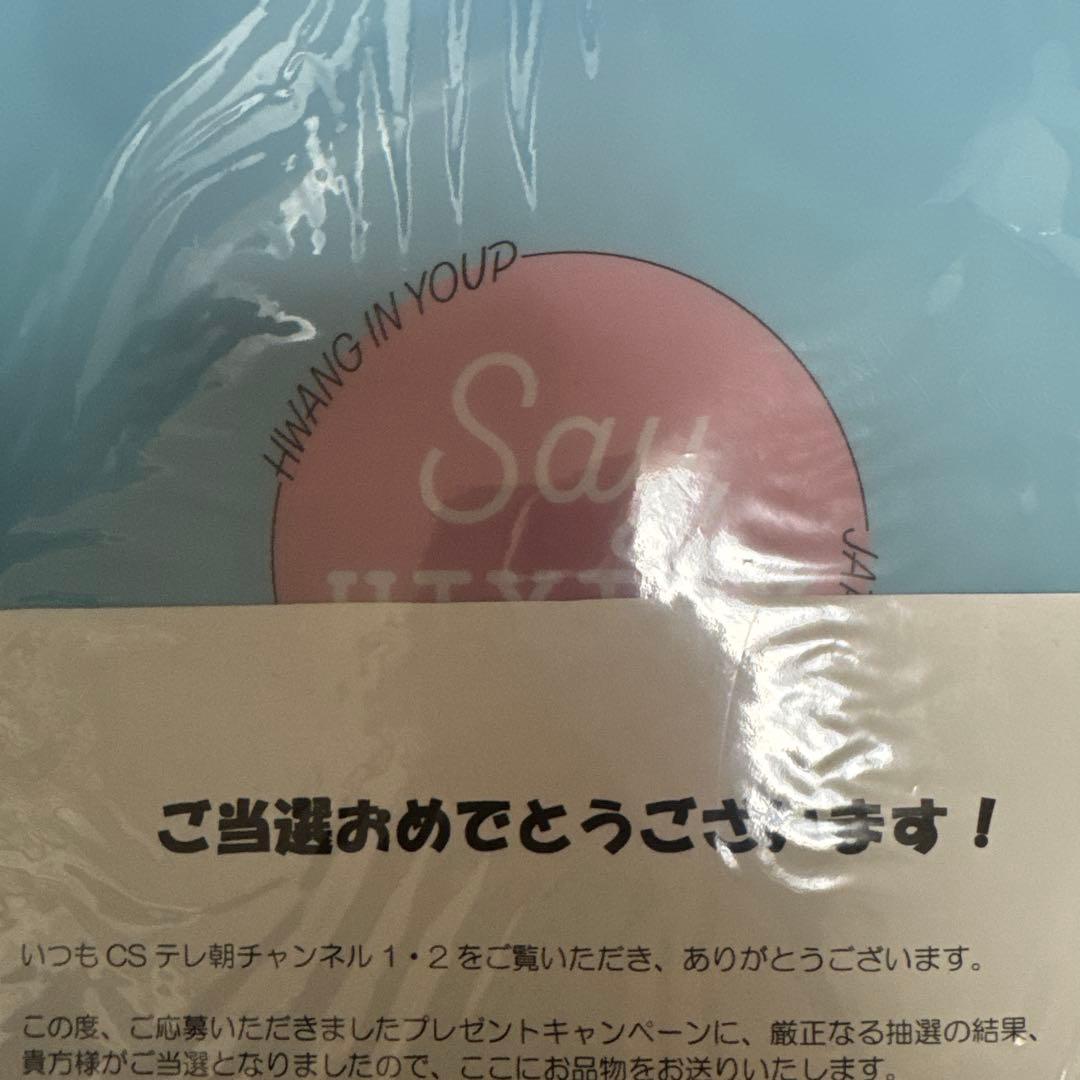 HWANG IN YOUP
Say
ご当選おめでとうございます！
いつもCSテレ朝チャンネル1・2をご覧いただき、ありがとうございます。
この度、ご応募いただきましたプレゼントキャンペーンに、厳正なる抽選の結果、
貴方様がご当選となりましたので、ここにお品物をお送りいたします。